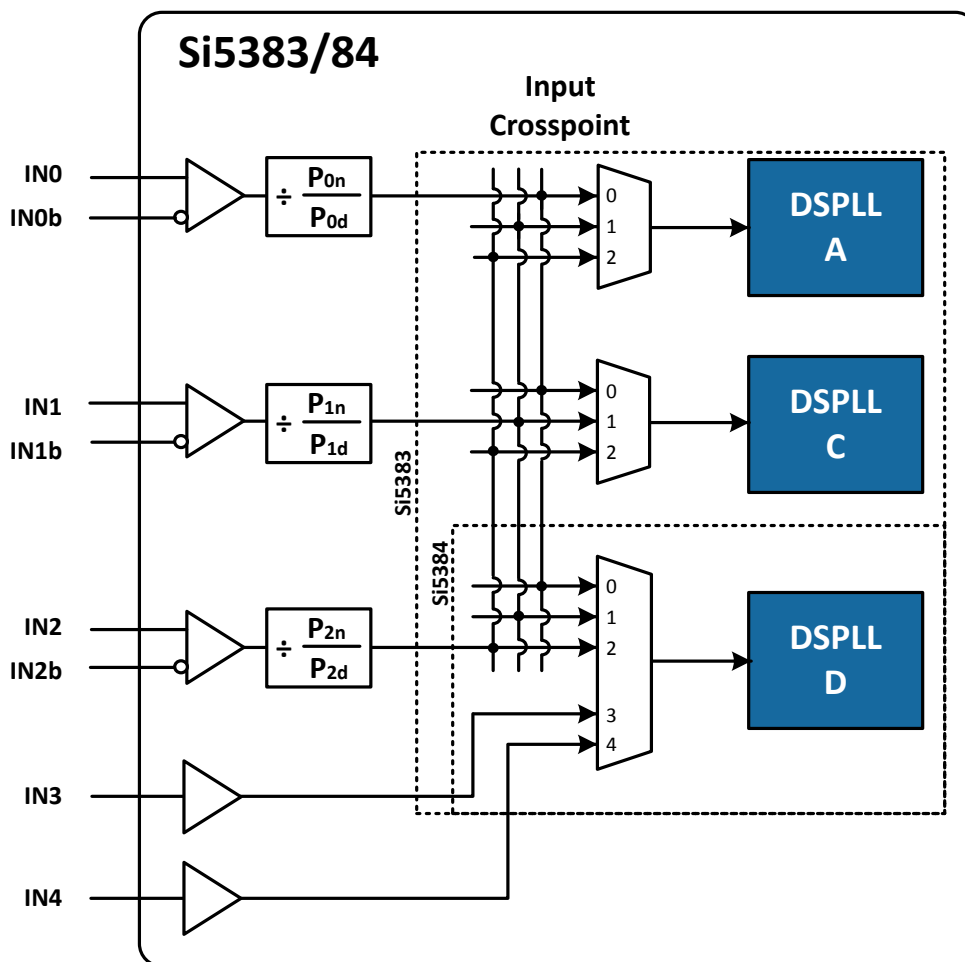 Si5383/84
Input
Crosspoint
IN0
IN0b
÷ P0n
P0d
0
1
2
DSPLL
A
IN1
IN1b
÷ P1n
P1d
0
1
2
DSPLL
C
Si5383
Si5384
IN2
IN2b
÷ P2n
P2d
0
1
2
3
4
DSPLL
D
IN3
IN4